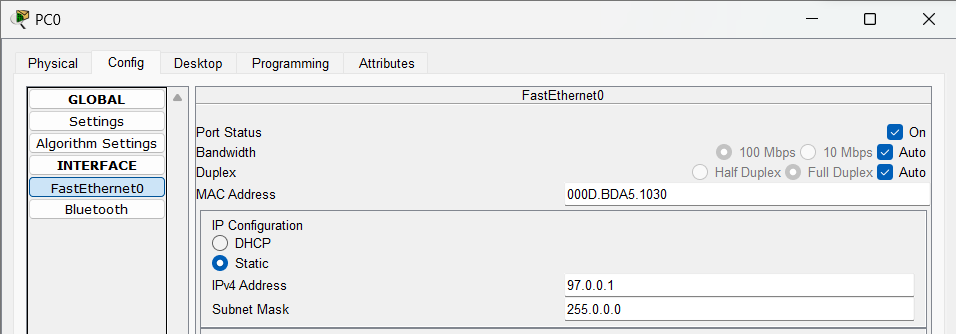 PC0
Physical Config Desktop Programming Attributes
GLOBAL
Settings
Algorithm Settings
INTERFACE
FastEthernet0
Bluetooth
FastEthernet0
Port Status On
Bandwidth 100 Mbps 10 Mbps Auto
Duplex Half Duplex Full Duplex Auto
MAC Address 000D.BDA5.1030
IP Configuration
DHCP
Static
IPv4 Address 97.0.0.1
Subnet Mask 255.0.0.0